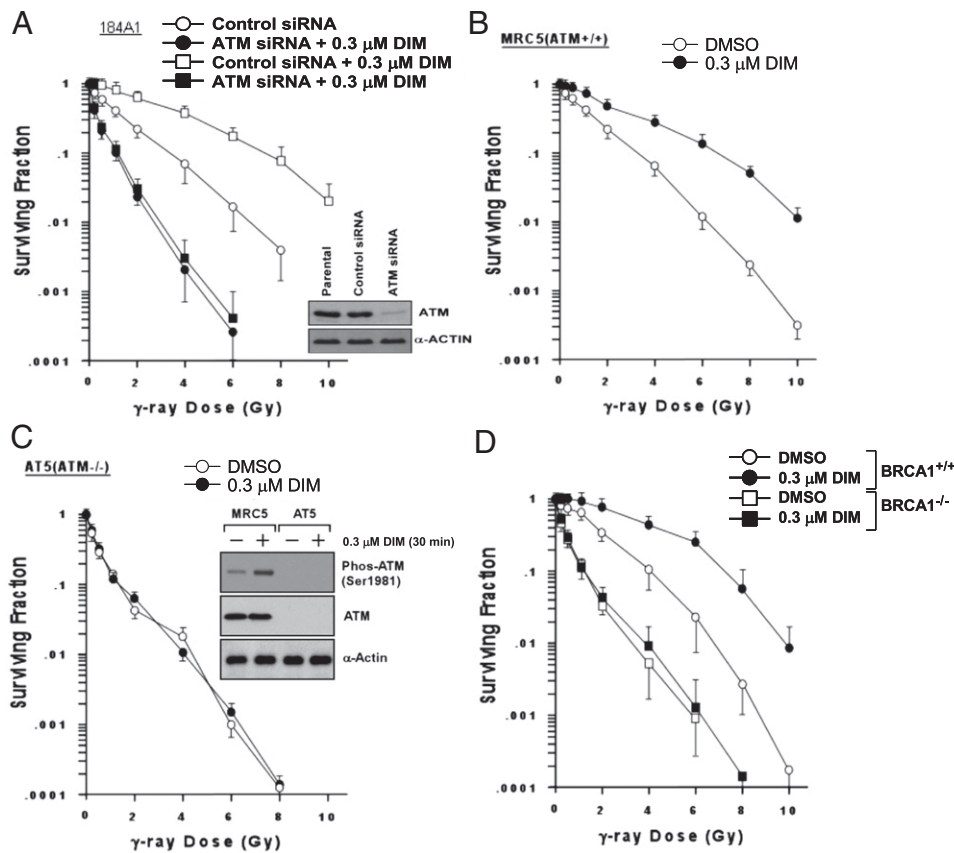 A
184A1
Control siRNA
ATM siRNA + 0.3 μM DIM
Control siRNA + 0.3 μM DIM
ATM siRNA + 0.3 μM DIM
Surviving Fraction
1
.1
.01
.001
.0001
0 2 4 6 8 10
γ-ray Dose (Gy)
Parental
Control siRNA
ATM siRNA
ATM
α-ACTIN
B
MRC5(ATM+/+)
DMSO
0.3 μM DIM
Surviving Fraction
1
.1
.01
.001
.0001
0 2 4 6 8 10
γ-ray Dose (Gy)
C
AT5(ATM-/-)
DMSO
0.3 μM DIM
Surviving Fraction
1
.1
.01
.001
.0001
0 2 4 6 8 10
γ-ray Dose (Gy)
MRC5 AT5
− + − + 0.3 μM DIM (30 min)
Phos-ATM
(Ser1981)
ATM
α-Actin
D
DMSO
0.3 μM DIM
BRCA1+/+
DMSO
0.3 μM DIM
BRCA1-/-
Surviving Fraction
1
.1
.01
.001
.0001
0 2 4 6 8 10
γ-ray Dose (Gy)